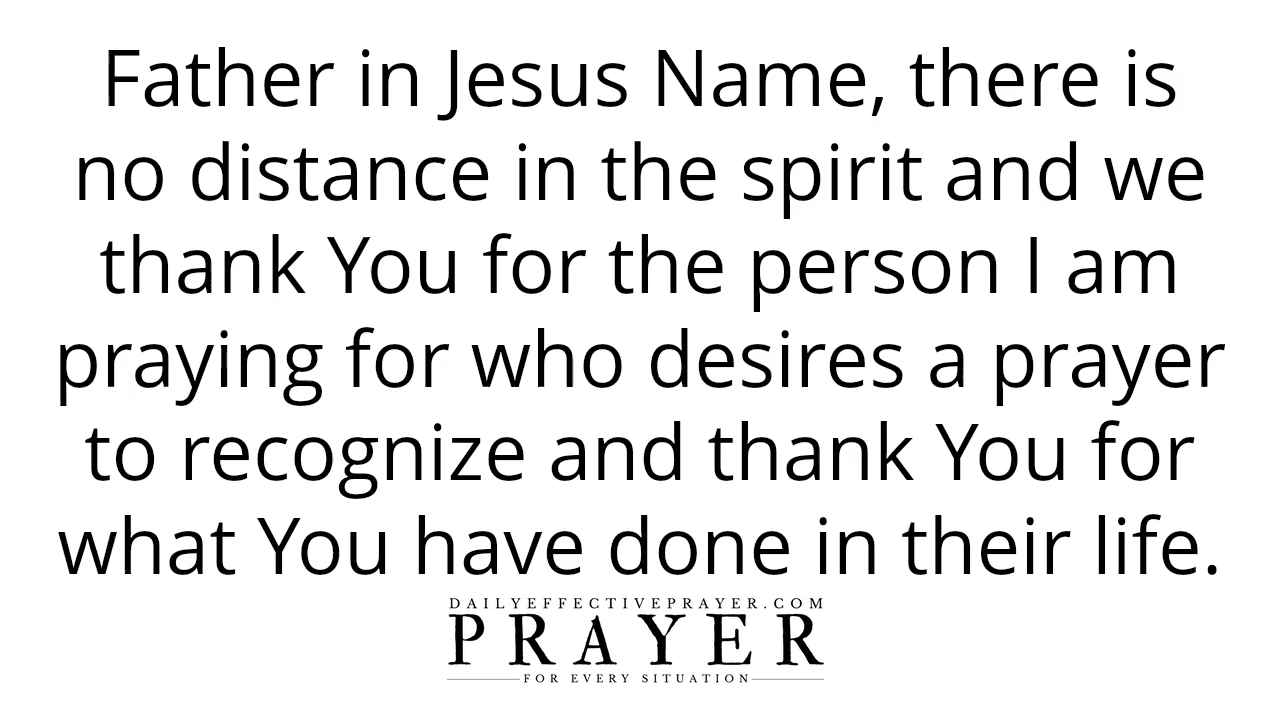 Father in Jesus Name, there is
no distance in the spirit and we
thank You for the person I am
praying for who desires a prayer
to recognize and thank You for
what You have done in their life.
DAILYEFFECTIVEPRAYER.COM
PRAYER
FOR EVERY SITUATION